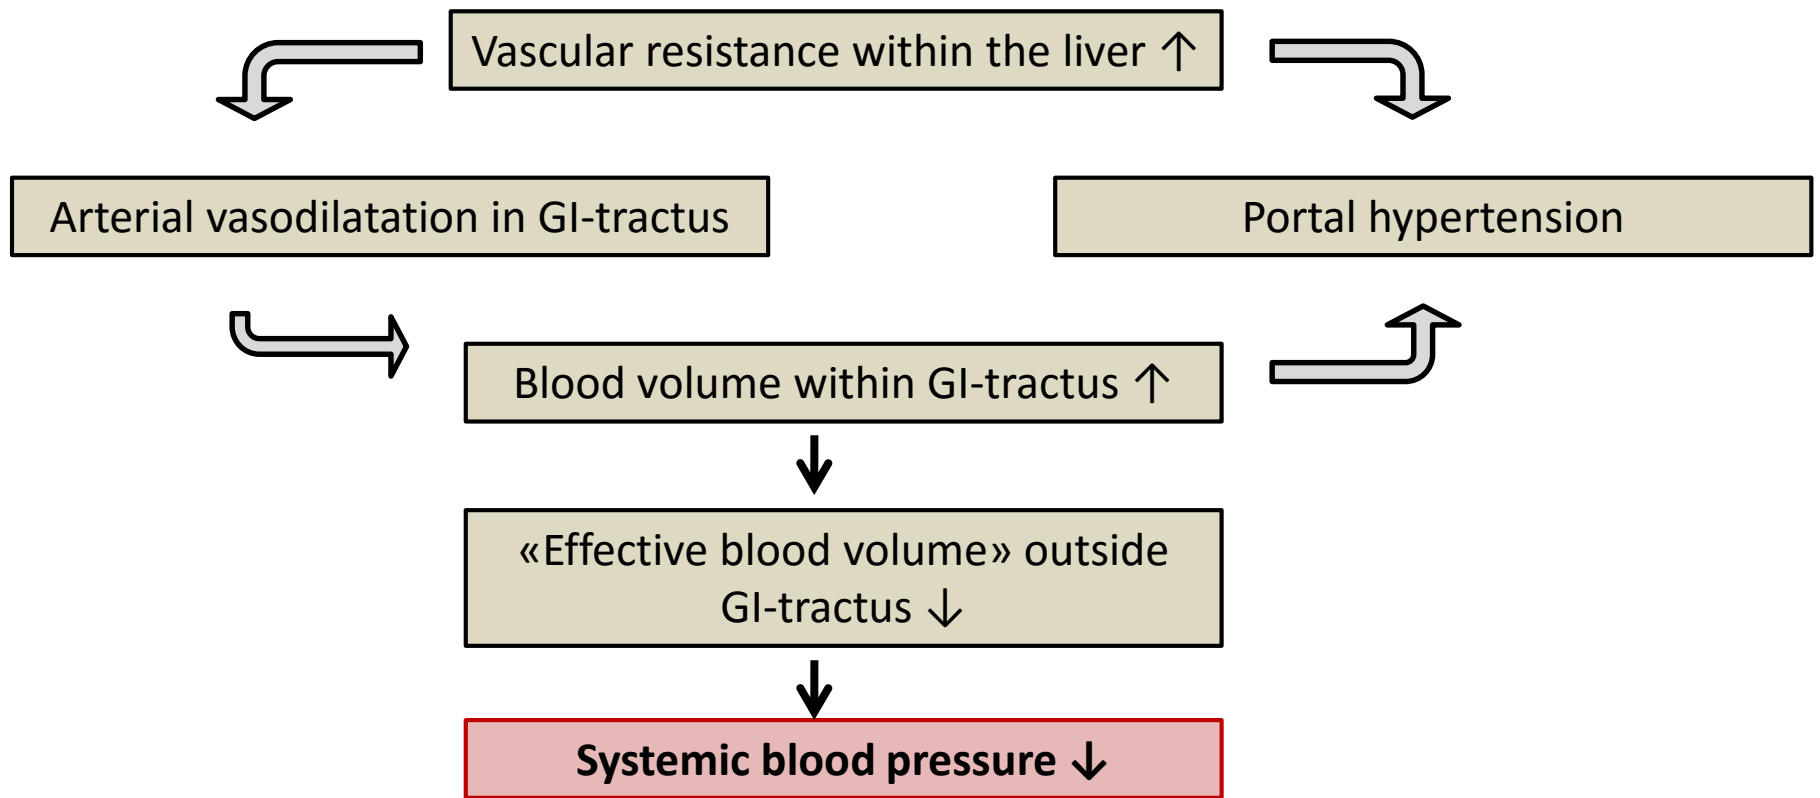 Vascular resistance within the liver ↑
Arterial vasodilatation in GI-tractus
Portal hypertension
Blood volume within GI-tractus ↑
«Effective blood volume» outside
GI-tractus ↓
Systemic blood pressure ↓